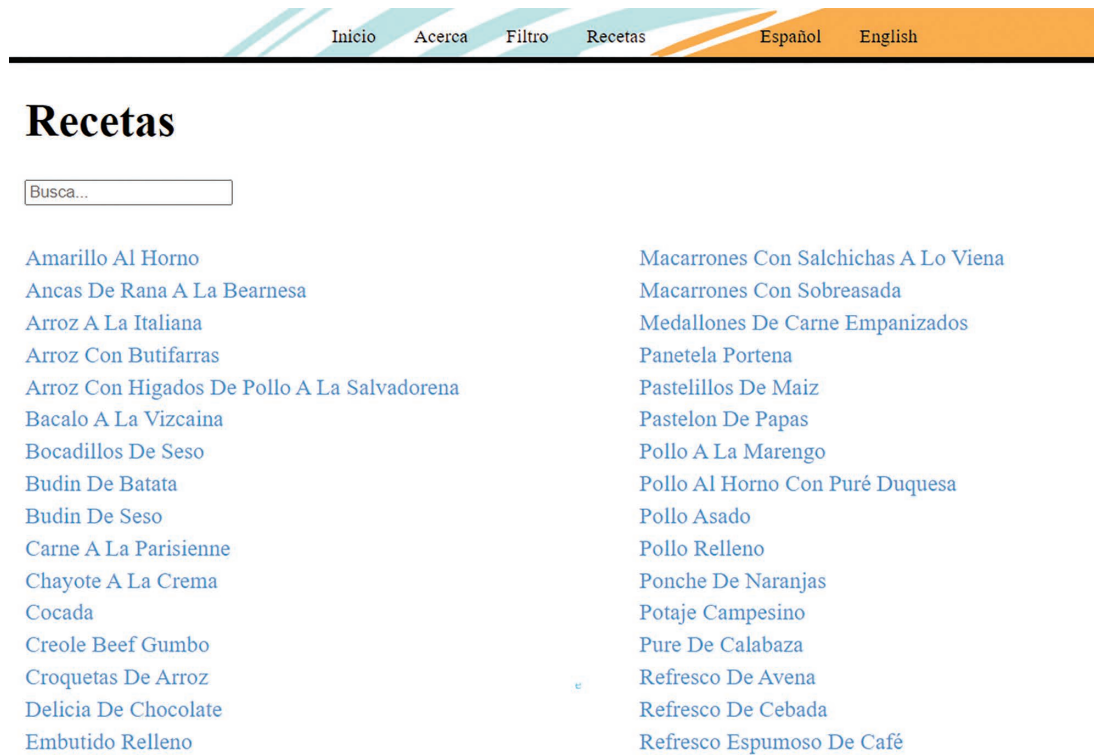 Inicio Acerca Filtro Recetas Español English
Recetas
Busca...
Amarillo Al Horno
Ancas De Rana A La Bearnesa
Arroz A La Italiana
Arroz Con Butifarras
Arroz Con Higados De Pollo A La Salvadorena
Bacalo A La Vizcaina
Bocadillos De Seso
Budin De Batata
Budin De Seso
Carne A La Parisienne
Chayote A La Crema
Cocada
Creole Beef Gumbo
Croquetas De Arroz
Delicia De Chocolate
Embutido Relleno
Macarrones Con Salchichas A Lo Viena
Macarrones Con Sobreasada
Medallones De Carne Empanizados
Panetela Portena
Pastelillos De Maiz
Pastelon De Papas
Pollo A La Marengo
Pollo Al Horno Con Puré Duquesa
Pollo Asado
Pollo Relleno
Ponche De Naranjas
Potaje Campesino
Pure De Calabaza
Refresco De Avena
Refresco De Cebada
Refresco Espumoso De Café